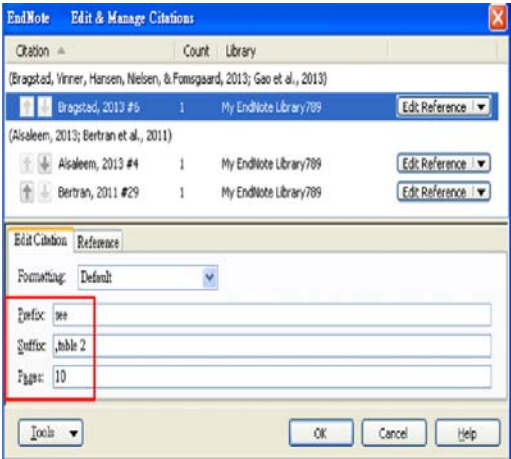 EndNote Edit & Manage Citations
Citation Count Library
(Bragstad, Vinner, Hansen, Nielsen, & Fomsgaard, 2013; Gao et al., 2013)
Bragstad, 2013 #6 1 My EndNote Library789 Edit Reference
(Alsaleem, 2013; Bertran et al., 2011)
Alsaleem, 2013 #4 1 My EndNote Library789 Edit Reference
Bertran, 2011 #29 1 My EndNote Library789 Edit Reference
Edit Citation Reference
Formatting: Default
Prefix: see
Suffix: ,table 2
Pages: 10
Tools OK Cancel Help